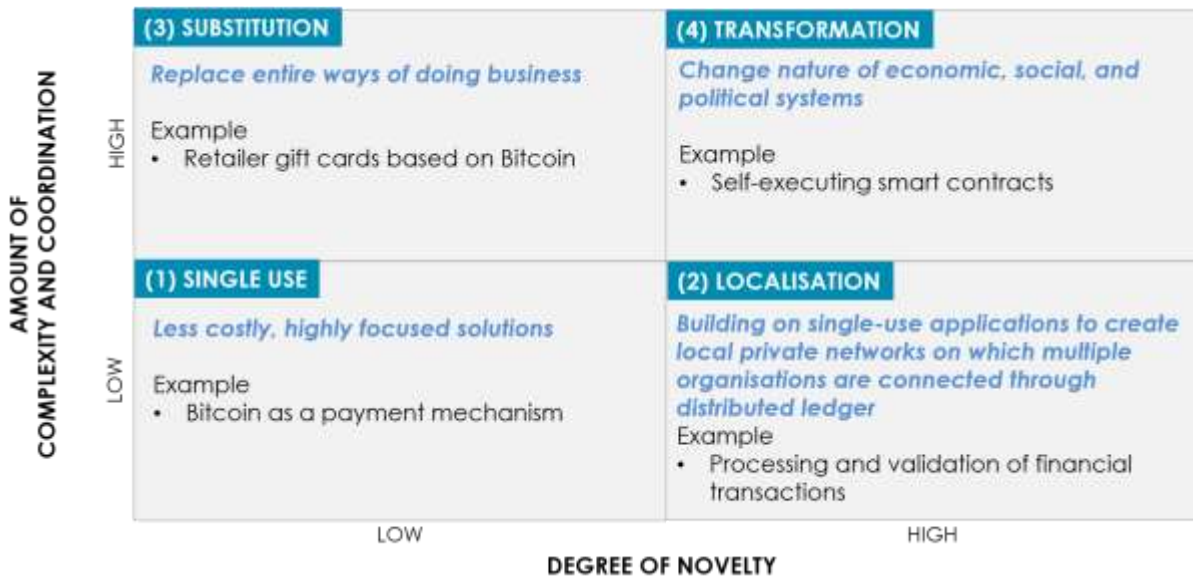 (3) SUBSTITUTION
Replace entire ways of doing business
Example
• Retailer gift cards based on Bitcoin
(4) TRANSFORMATION
Change nature of economic, social, and
political systems
Example
• Self-executing smart contracts
(1) SINGLE USE
Less costly, highly focused solutions
Example
• Bitcoin as a payment mechanism
(2) LOCALISATION
Building on single-use applications to create
local private networks on which multiple
organisations are connected through
distributed ledger
Example
• Processing and validation of financial
transactions
AMOUNT OF
COMPLEXITY AND COORDINATION
HIGH
LOW
LOW
HIGH
DEGREE OF NOVELTY